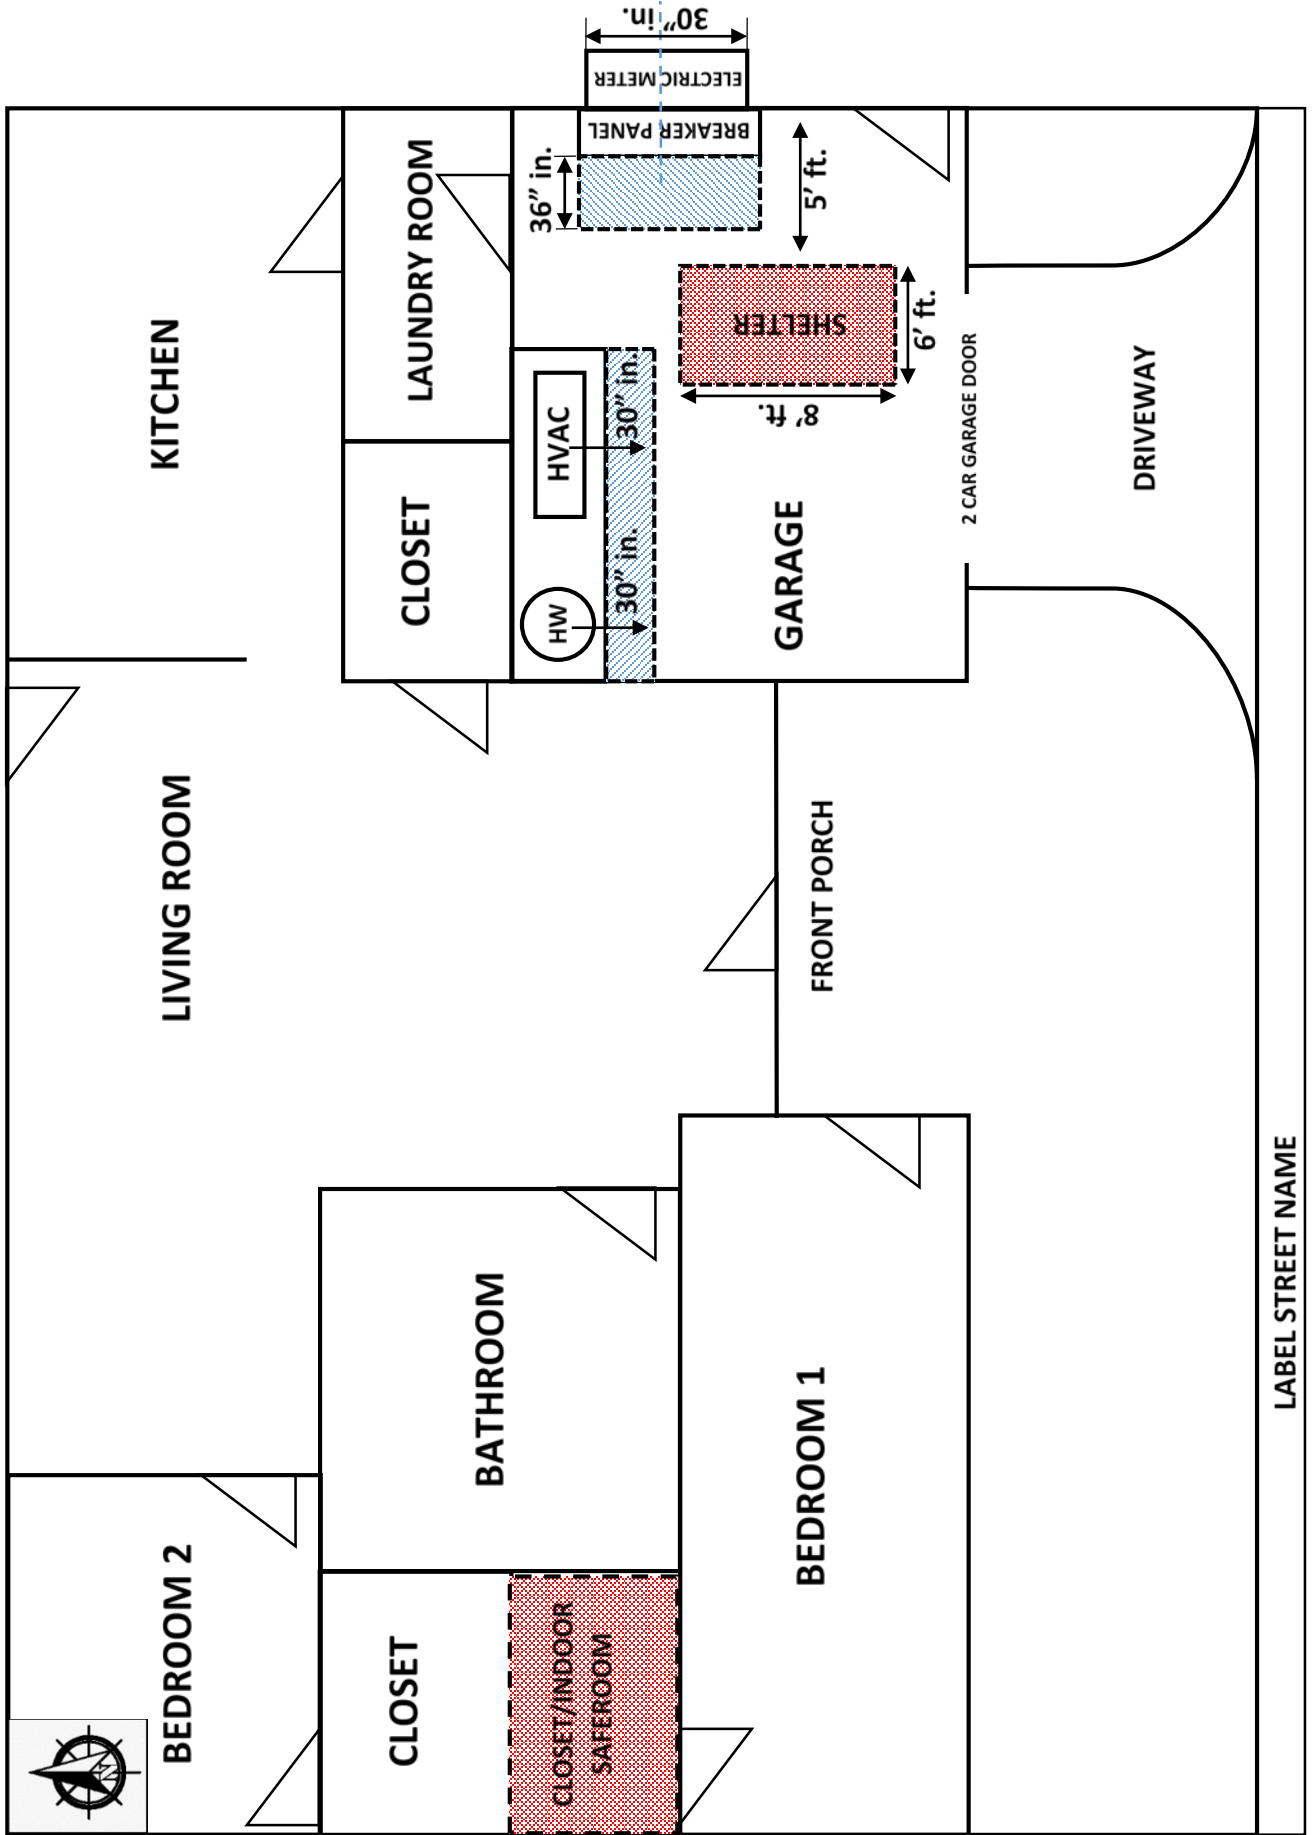 BEDROOM 2
LIVING ROOM
KITCHEN
CLOSET
CLOSET
LAUNDRY ROOM
BATHROOM
CLOSET/INDOOR
SAFEROOM
HW
HVAC
30” in.
30” in.
36” in.
30” in.
ELECTRIC METER
BREAKER PANEL
5’ ft.
SHELTER
6’ ft.
8’ ft.
GARAGE
BEDROOM 1
FRONT PORCH
2 CAR GARAGE DOOR
DRIVEWAY
LABEL STREET NAME
N